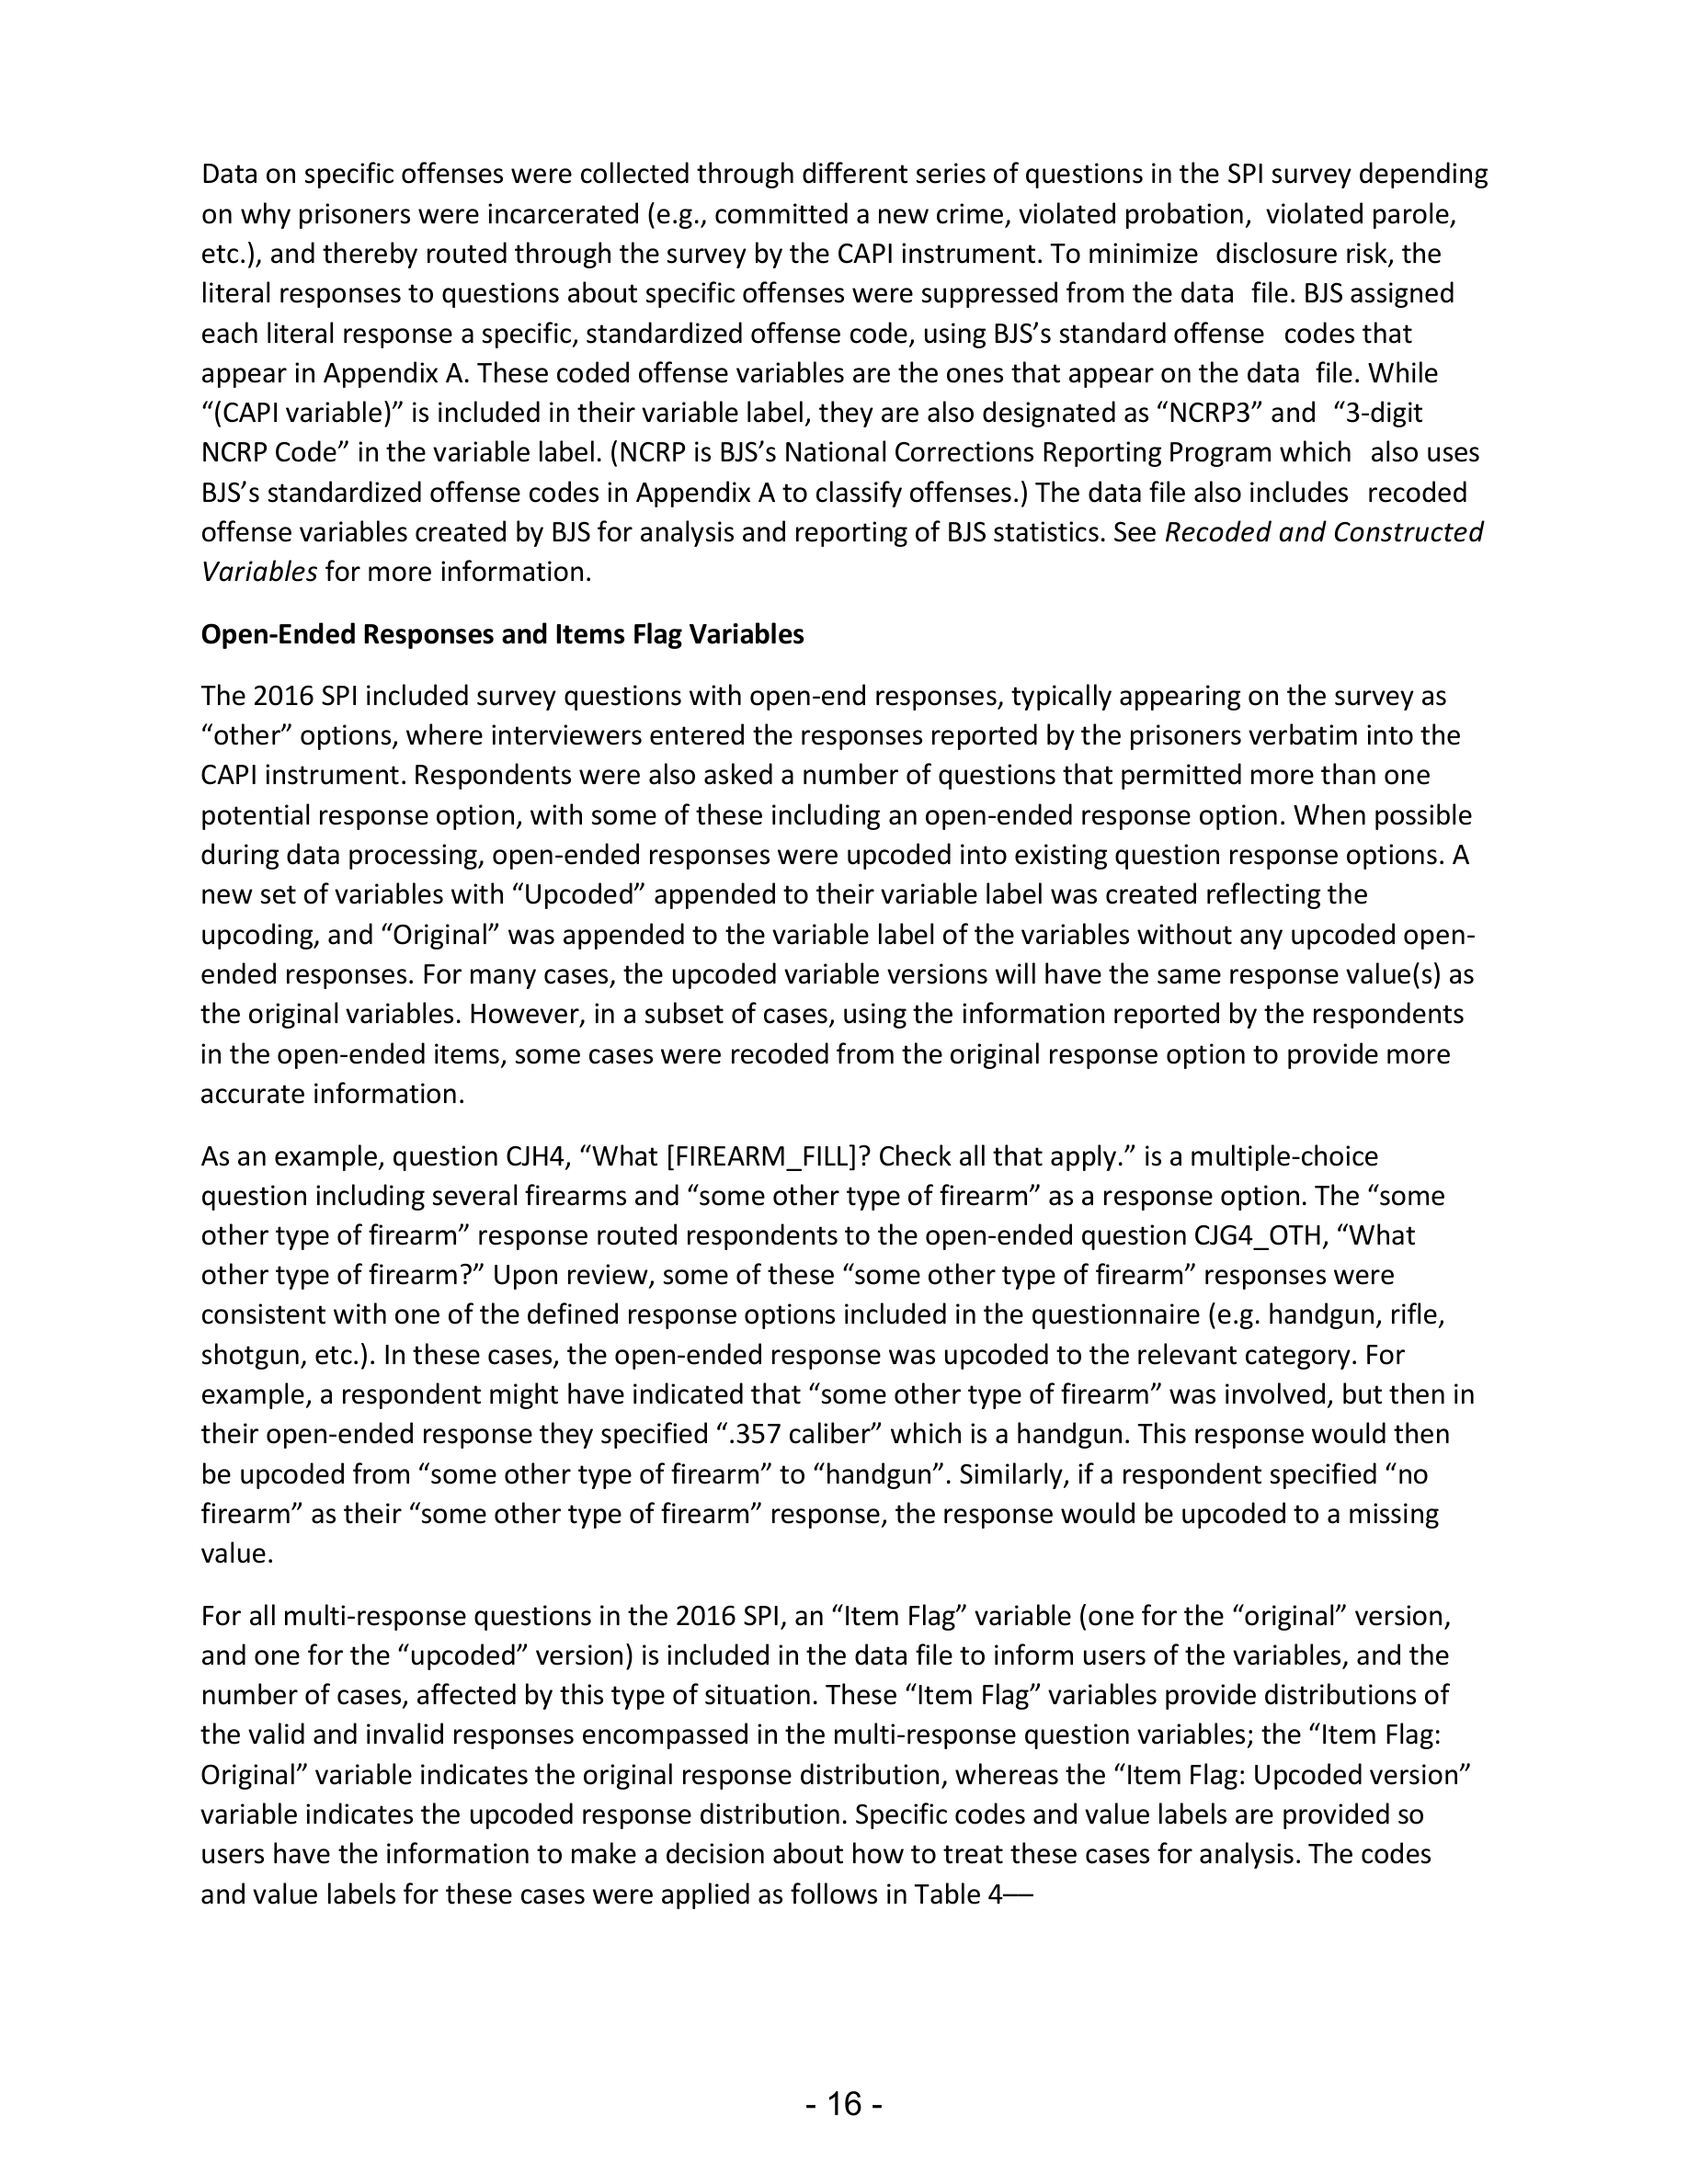 Data on specific offenses were collected through different series of questions in the SPI survey depending
on why prisoners were incarcerated (e.g., committed a new crime, violated probation, violated parole,
etc.), and thereby routed through the survey by the CAPI instrument. To minimize disclosure risk, the
literal responses to questions about specific offenses were suppressed from the data file. BJS assigned
each literal response a specific, standardized offense code, using BJS’s standard offense codes that
appear in Appendix A. These coded offense variables are the ones that appear on the data file. While
“(CAPI variable)” is included in their variable label, they are also designated as “NCRP3” and “3-digit
NCRP Code” in the variable label. (NCRP is BJS’s National Corrections Reporting Program which also uses
BJS’s standardized offense codes in Appendix A to classify offenses.) The data file also includes recoded
offense variables created by BJS for analysis and reporting of BJS statistics. See Recoded and Constructed
Variables for more information.
Open-Ended Responses and Items Flag Variables
The 2016 SPI included survey questions with open-end responses, typically appearing on the survey as
“other” options, where interviewers entered the responses reported by the prisoners verbatim into the
CAPI instrument. Respondents were also asked a number of questions that permitted more than one
potential response option, with some of these including an open-ended response option. When possible
during data processing, open-ended responses were upcoded into existing question response options. A
new set of variables with “Upcoded” appended to their variable label was created reflecting the
upcoding, and “Original” was appended to the variable label of the variables without any upcoded open-
ended responses. For many cases, the upcoded variable versions will have the same response value(s) as
the original variables. However, in a subset of cases, using the information reported by the respondents
in the open-ended items, some cases were recoded from the original response option to provide more
accurate information.
As an example, question CJH4, “What [FIREARM_FILL]? Check all that apply.” is a multiple-choice
question including several firearms and “some other type of firearm” as a response option. The “some
other type of firearm” response routed respondents to the open-ended question CJG4_OTH, “What
other type of firearm?” Upon review, some of these “some other type of firearm” responses were
consistent with one of the defined response options included in the questionnaire (e.g. handgun, rifle,
shotgun, etc.). In these cases, the open-ended response was upcoded to the relevant category. For
example, a respondent might have indicated that “some other type of firearm” was involved, but then in
their open-ended response they specified “.357 caliber” which is a handgun. This response would then
be upcoded from “some other type of firearm” to “handgun”. Similarly, if a respondent specified “no
firearm” as their “some other type of firearm” response, the response would be upcoded to a missing
value.
For all multi-response questions in the 2016 SPI, an “Item Flag” variable (one for the “original” version,
and one for the “upcoded” version) is included in the data file to inform users of the variables, and the
number of cases, affected by this type of situation. These “Item Flag” variables provide distributions of
the valid and invalid responses encompassed in the multi-response question variables; the “Item Flag:
Original” variable indicates the original response distribution, whereas the “Item Flag: Upcoded version”
variable indicates the upcoded response distribution. Specific codes and value labels are provided so
users have the information to make a decision about how to treat these cases for analysis. The codes
and value labels for these cases were applied as follows in Table 4—
- 16 -